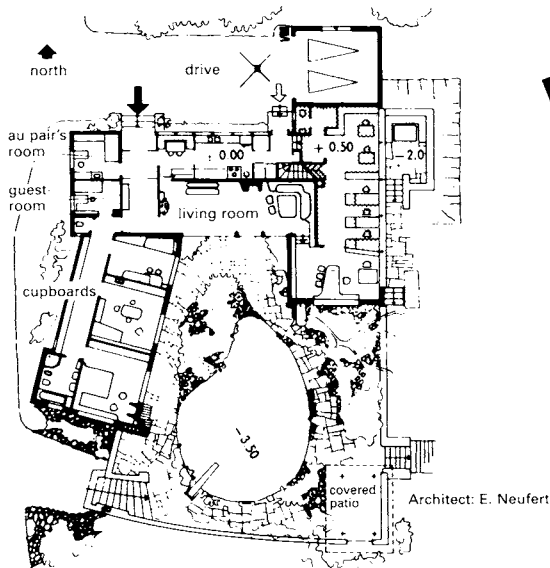 north
drive
au pair's
room
± 0.00
+ 0.50
− 2.0
guest-
room
living room
cupboards
− 3.50
covered
patio
Architect: E. Neufert